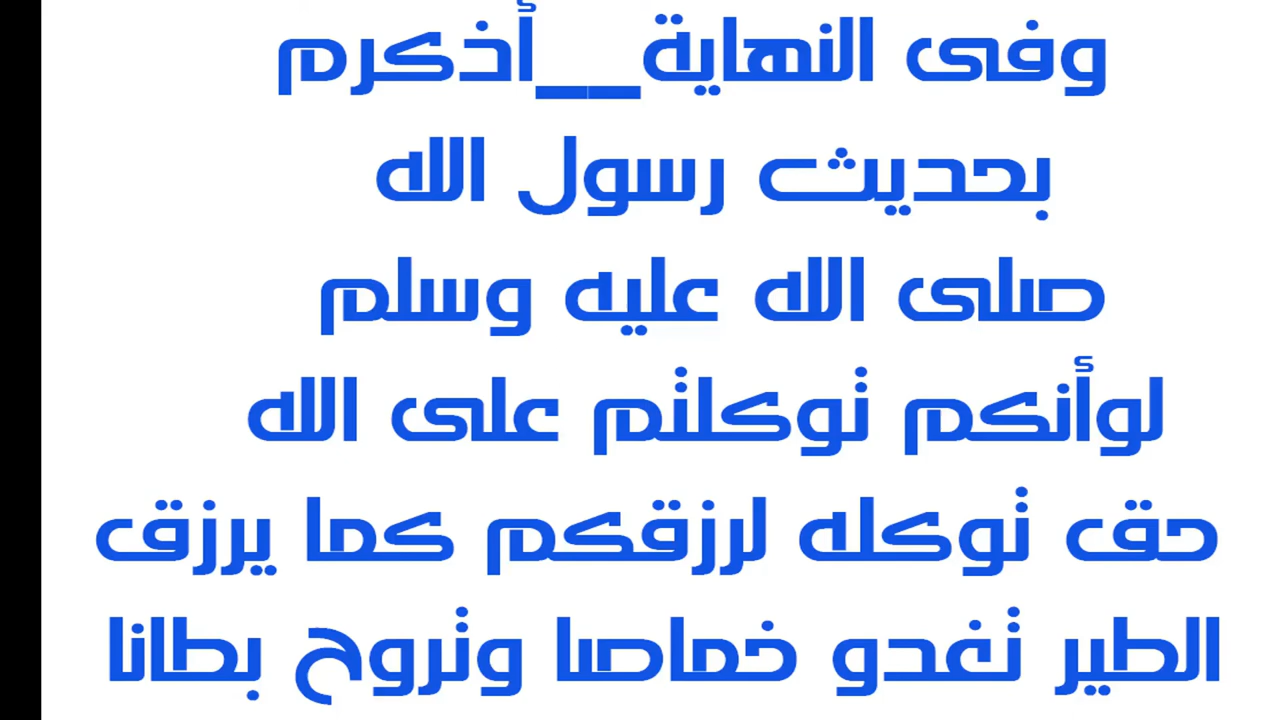 وفى النهاية__أذكرم
بحديث رسول الله
صلى الله عليه وسلم
لوأنكم توكلتم على الله
حق توكله لرزقكم كما يرزق
الطير تغدو خماصا وتروح بطانا